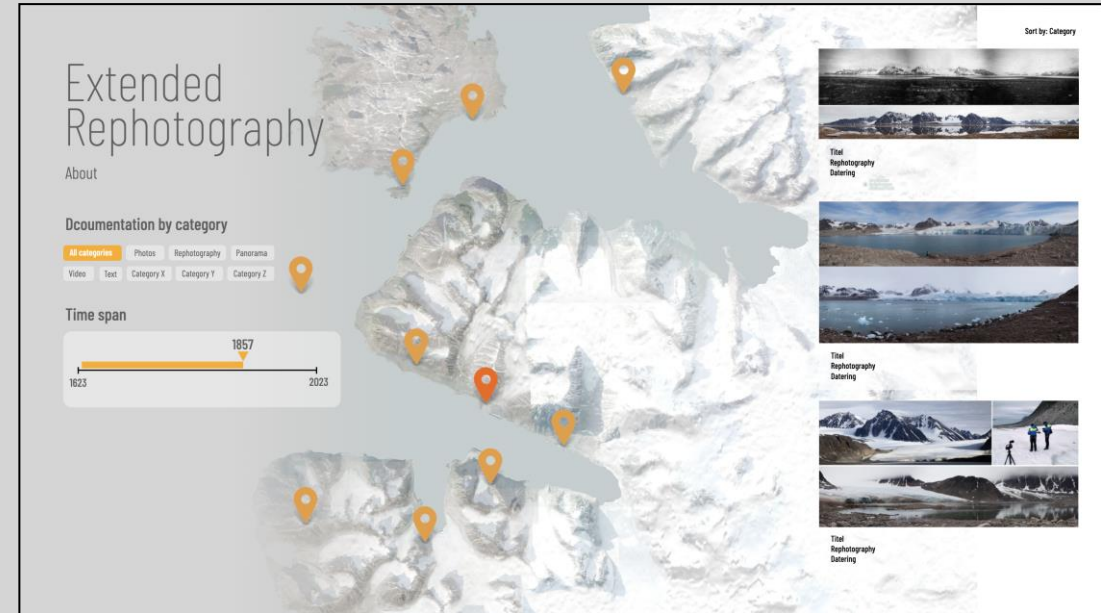 Extended
Rephotography
About
Dcoumentation by category
All categories Photos Rephotography Panorama
Video Text Category X Category Y Category Z
Time span
1857
1623 2023
Sort by: Category
Titel
Rephotography
Datering
Titel
Rephotography
Datering
Titel
Rephotography
Datering